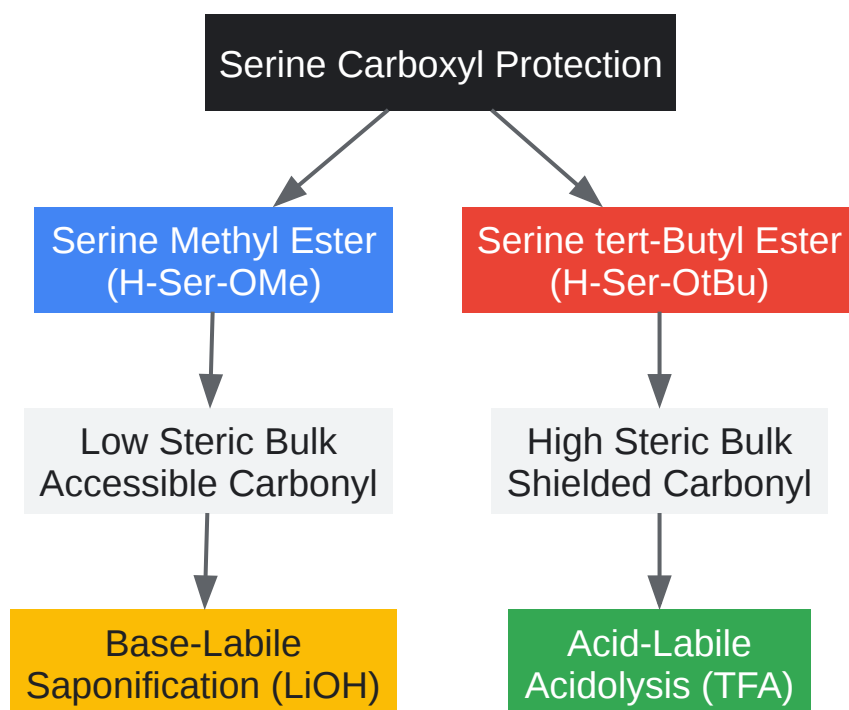 Serine Carboxyl Protection
Serine Methyl Ester
(H-Ser-OMe)
Serine tert-Butyl Ester
(H-Ser-OtBu)
Low Steric Bulk
Accessible Carbonyl
High Steric Bulk
Shielded Carbonyl
Base-Labile
Saponification (LiOH)
Acid-Labile
Acidolysis (TFA)